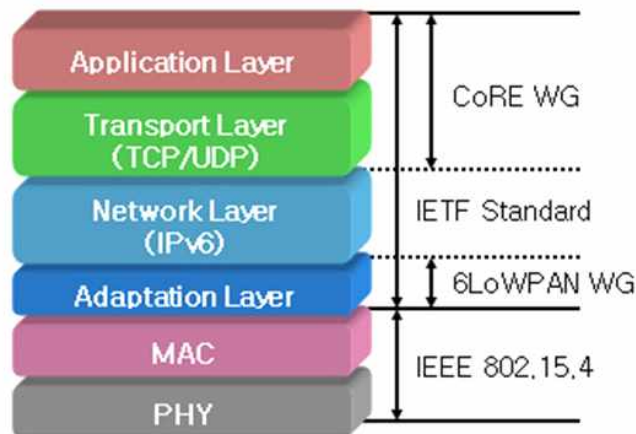 Application Layer
CoRE WG
Transport Layer
(TCP/UDP)
Network Layer
(IPv6)
IETF Standard
Adaptation Layer
6LoWPAN WG
MAC
IEEE 802.15.4
PHY